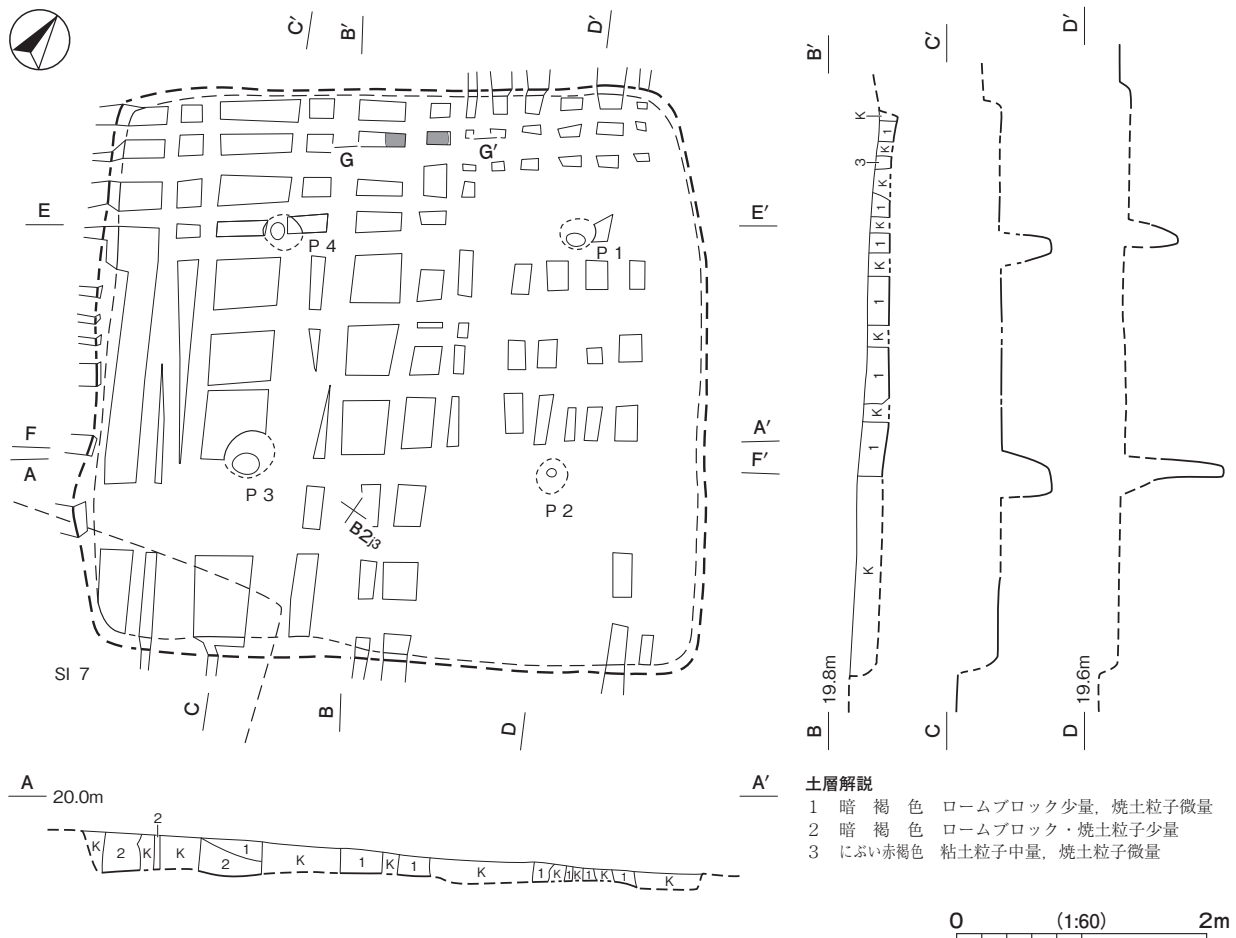 C′
B′
D′
G
G′
E
E′
P 4
P 1
F
A
A′
F′
P 3
P 2
B2j3
SI 7
C
B
D
B′
C′
D′
K
1
K
3
K
1
K
1
K
1
K
1
K
1
K
19.8m
19.6m
B
C
D
A
20.0m
A′
2
K
2
K
K
1
2
K
1
K
1
K
1
K
1
K
1
K
1
K
土層解説
1 暗 褐 色 ロームブロック少量，焼土粒子微量
2 暗 褐 色 ロームブロック・焼土粒子少量
3 にぶい赤褐色 粘土粒子中量，焼土粒子微量
0 (1:60) 2m